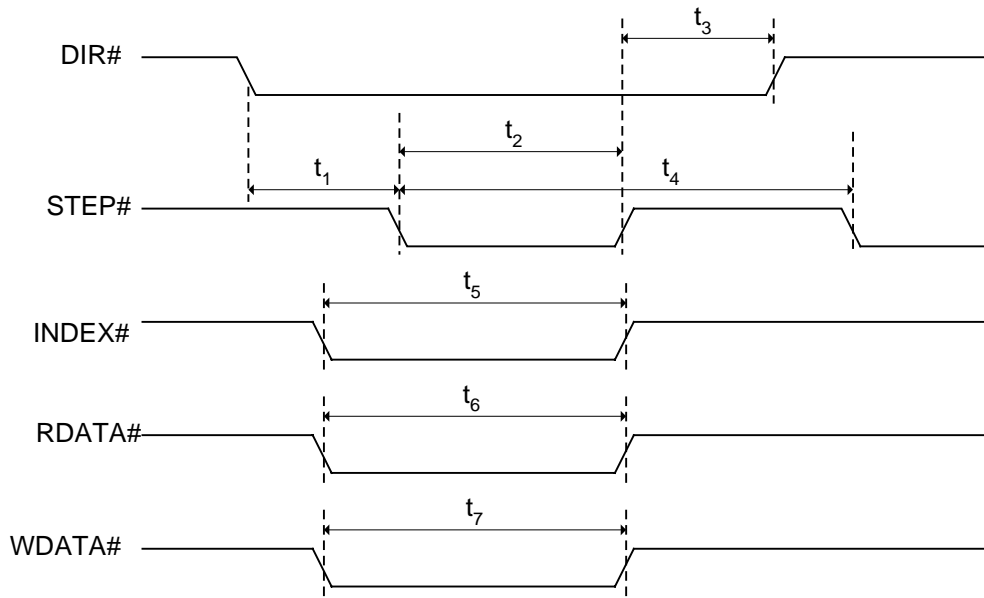 t₃
DIR#
t₂
t₁ t₄
STEP#
t₅
INDEX#
t₆
RDATA#
t₇
WDATA#